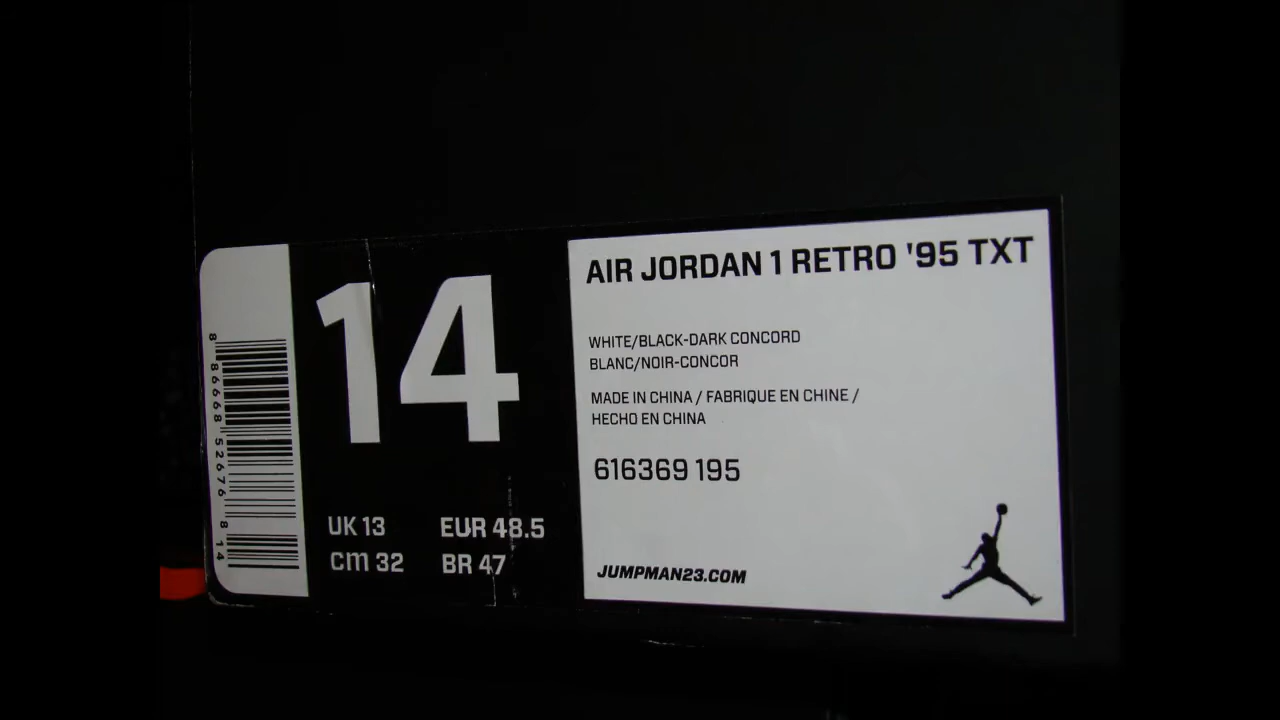 8 86668 52676 8 14
14
UK 13 EUR 48.5
cm 32 BR 47
AIR JORDAN 1 RETRO '95 TXT
WHITE/BLACK-DARK CONCORD
BLANC/NOIR-CONCOR
MADE IN CHINA / FABRIQUE EN CHINE /
HECHO EN CHINA
616369 195
JUMPMAN23.COM